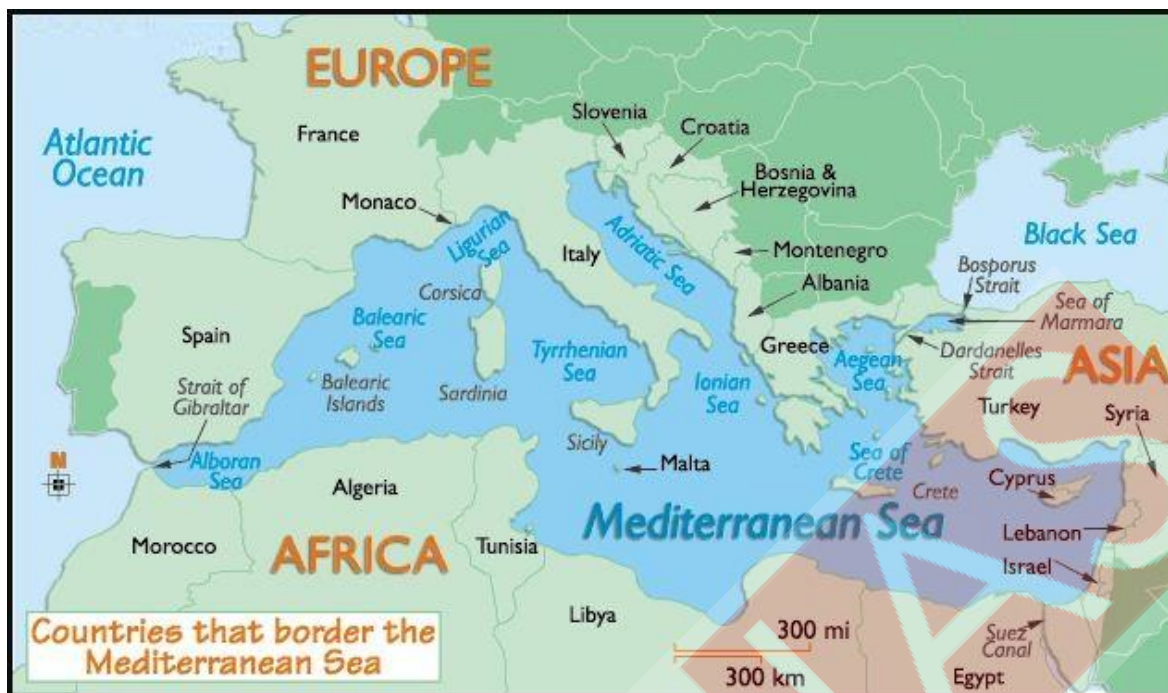 EUROPE
Slovenia
Croatia
Atlantic
Ocean
France
Bosnia &
Herzegovina
Monaco
Ligurian
Sea
Adriatic Sea
Italy
Montenegro
Black Sea
Albania
Bosporus
Strait
Corsica
Sea of
Marmara
Spain
Balearic
Sea
Tyrrhenian
Sea
Greece
Aegean
Sea
Dardanelles
Strait
ASIA
Strait of
Gibraltar
Balearic
Islands
Sardinia
Ionian
Sea
Turkey
Syria
Sicily
N
Alboran
Sea
Malta
Sea of
Crete
Algeria
Crete
Cyprus
Mediterranean Sea
Lebanon
Morocco
AFRICA
Tunisia
Israel
Libya
Countries that border the
Mediterranean Sea
300 mi
300 km
Suez
Canal
Egypt